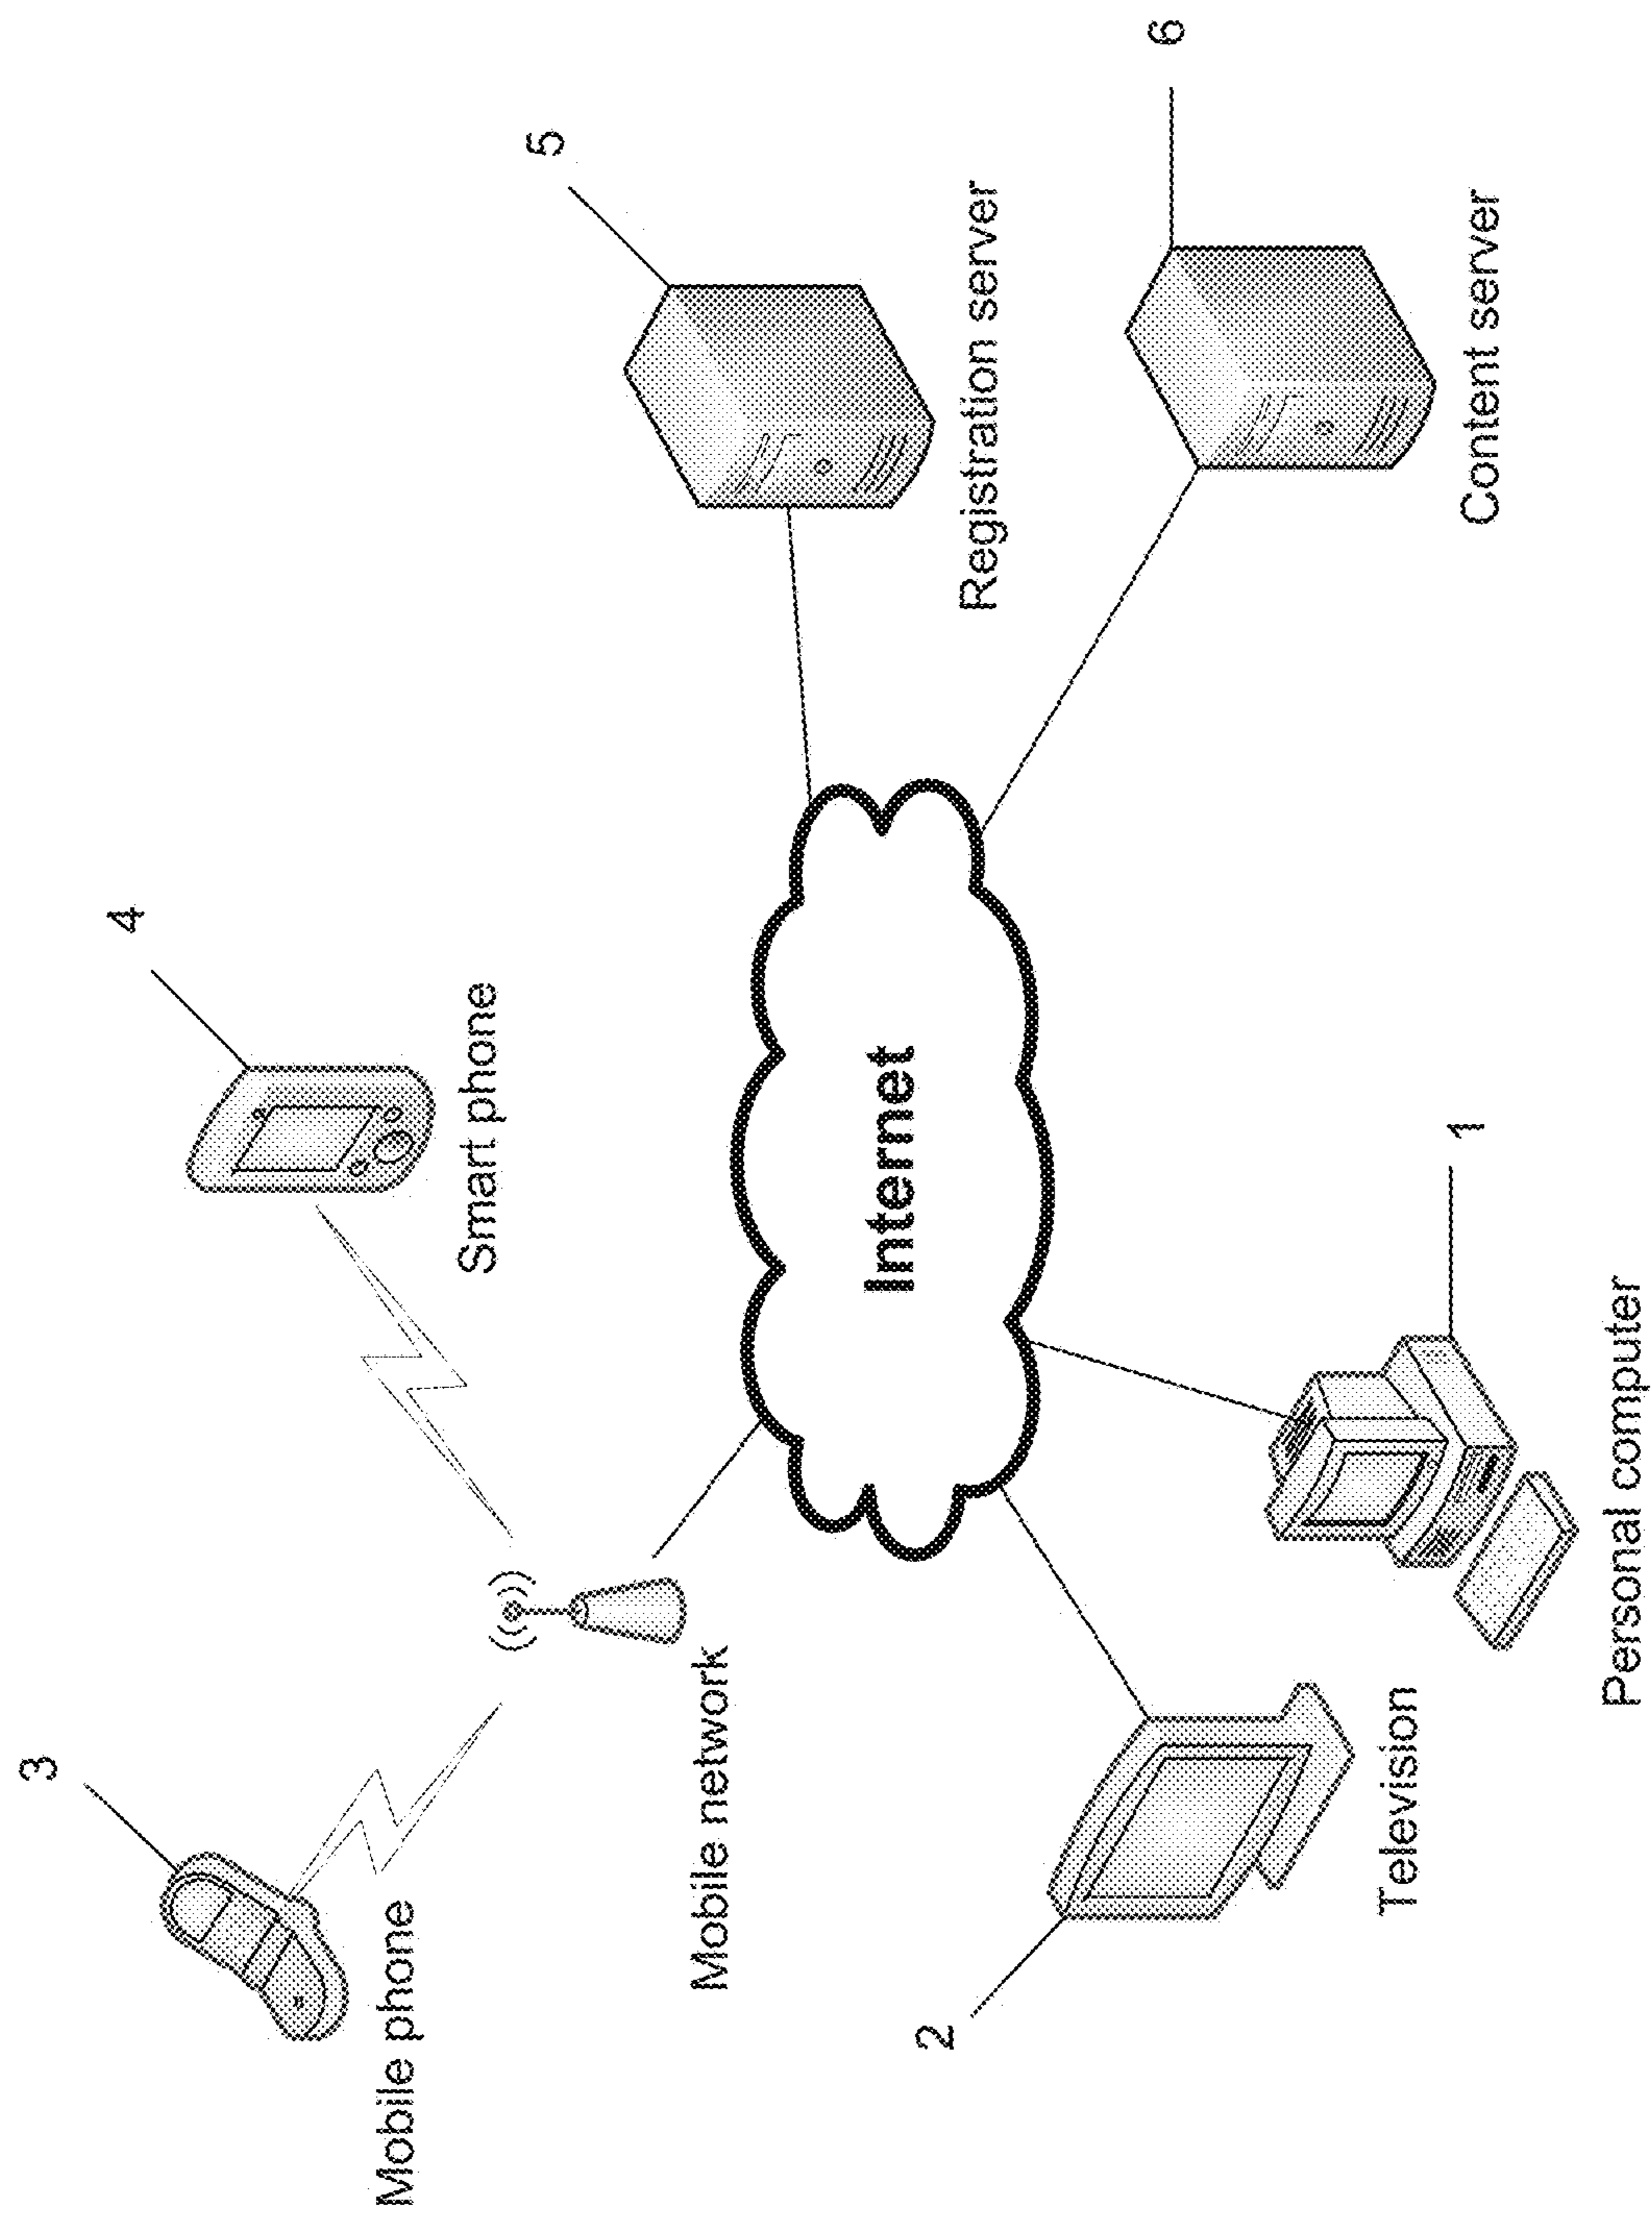 3
Mobile phone
4
Smart phone
Mobile network
5
Registration server
Internet
2
Television
1
Personal computer
6
Content server